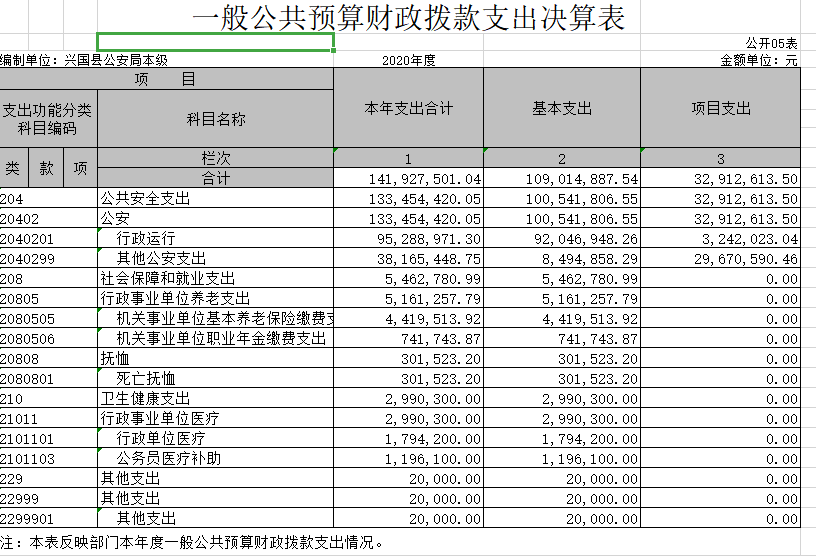 一般公共预算财政拨款支出决算表
公开05表
编制单位：兴国县公安局本级 2020年度 金额单位：元
项 目 本年支出合计 基本支出 项目支出
支出功能分类科目编码 科目名称
类 款 项 栏次 1 2 3
合计 141,927,501.04 109,014,887.54 32,912,613.50
204 公共安全支出 133,454,420.05 100,541,806.55 32,912,613.50
20402 公安 133,454,420.05 100,541,806.55 32,912,613.50
2040201 行政运行 95,288,971.30 92,046,948.26 3,242,023.04
2040299 其他公安支出 38,165,448.75 8,494,858.29 29,670,590.46
208 社会保障和就业支出 5,462,780.99 5,462,780.99 0.00
20805 行政事业单位养老支出 5,161,257.79 5,161,257.79 0.00
2080505 机关事业单位基本养老保险缴费支 4,419,513.92 4,419,513.92 0.00
2080506 机关事业单位职业年金缴费支出 741,743.87 741,743.87 0.00
20808 抚恤 301,523.20 301,523.20 0.00
2080801 死亡抚恤 301,523.20 301,523.20 0.00
210 卫生健康支出 2,990,300.00 2,990,300.00 0.00
21011 行政事业单位医疗 2,990,300.00 2,990,300.00 0.00
2101101 行政单位医疗 1,794,200.00 1,794,200.00 0.00
2101103 公务员医疗补助 1,196,100.00 1,196,100.00 0.00
229 其他支出 20,000.00 20,000.00 0.00
22999 其他支出 20,000.00 20,000.00 0.00
2299901 其他支出 20,000.00 20,000.00 0.00
注：本表反映部门本年度一般公共预算财政拨款支出情况。